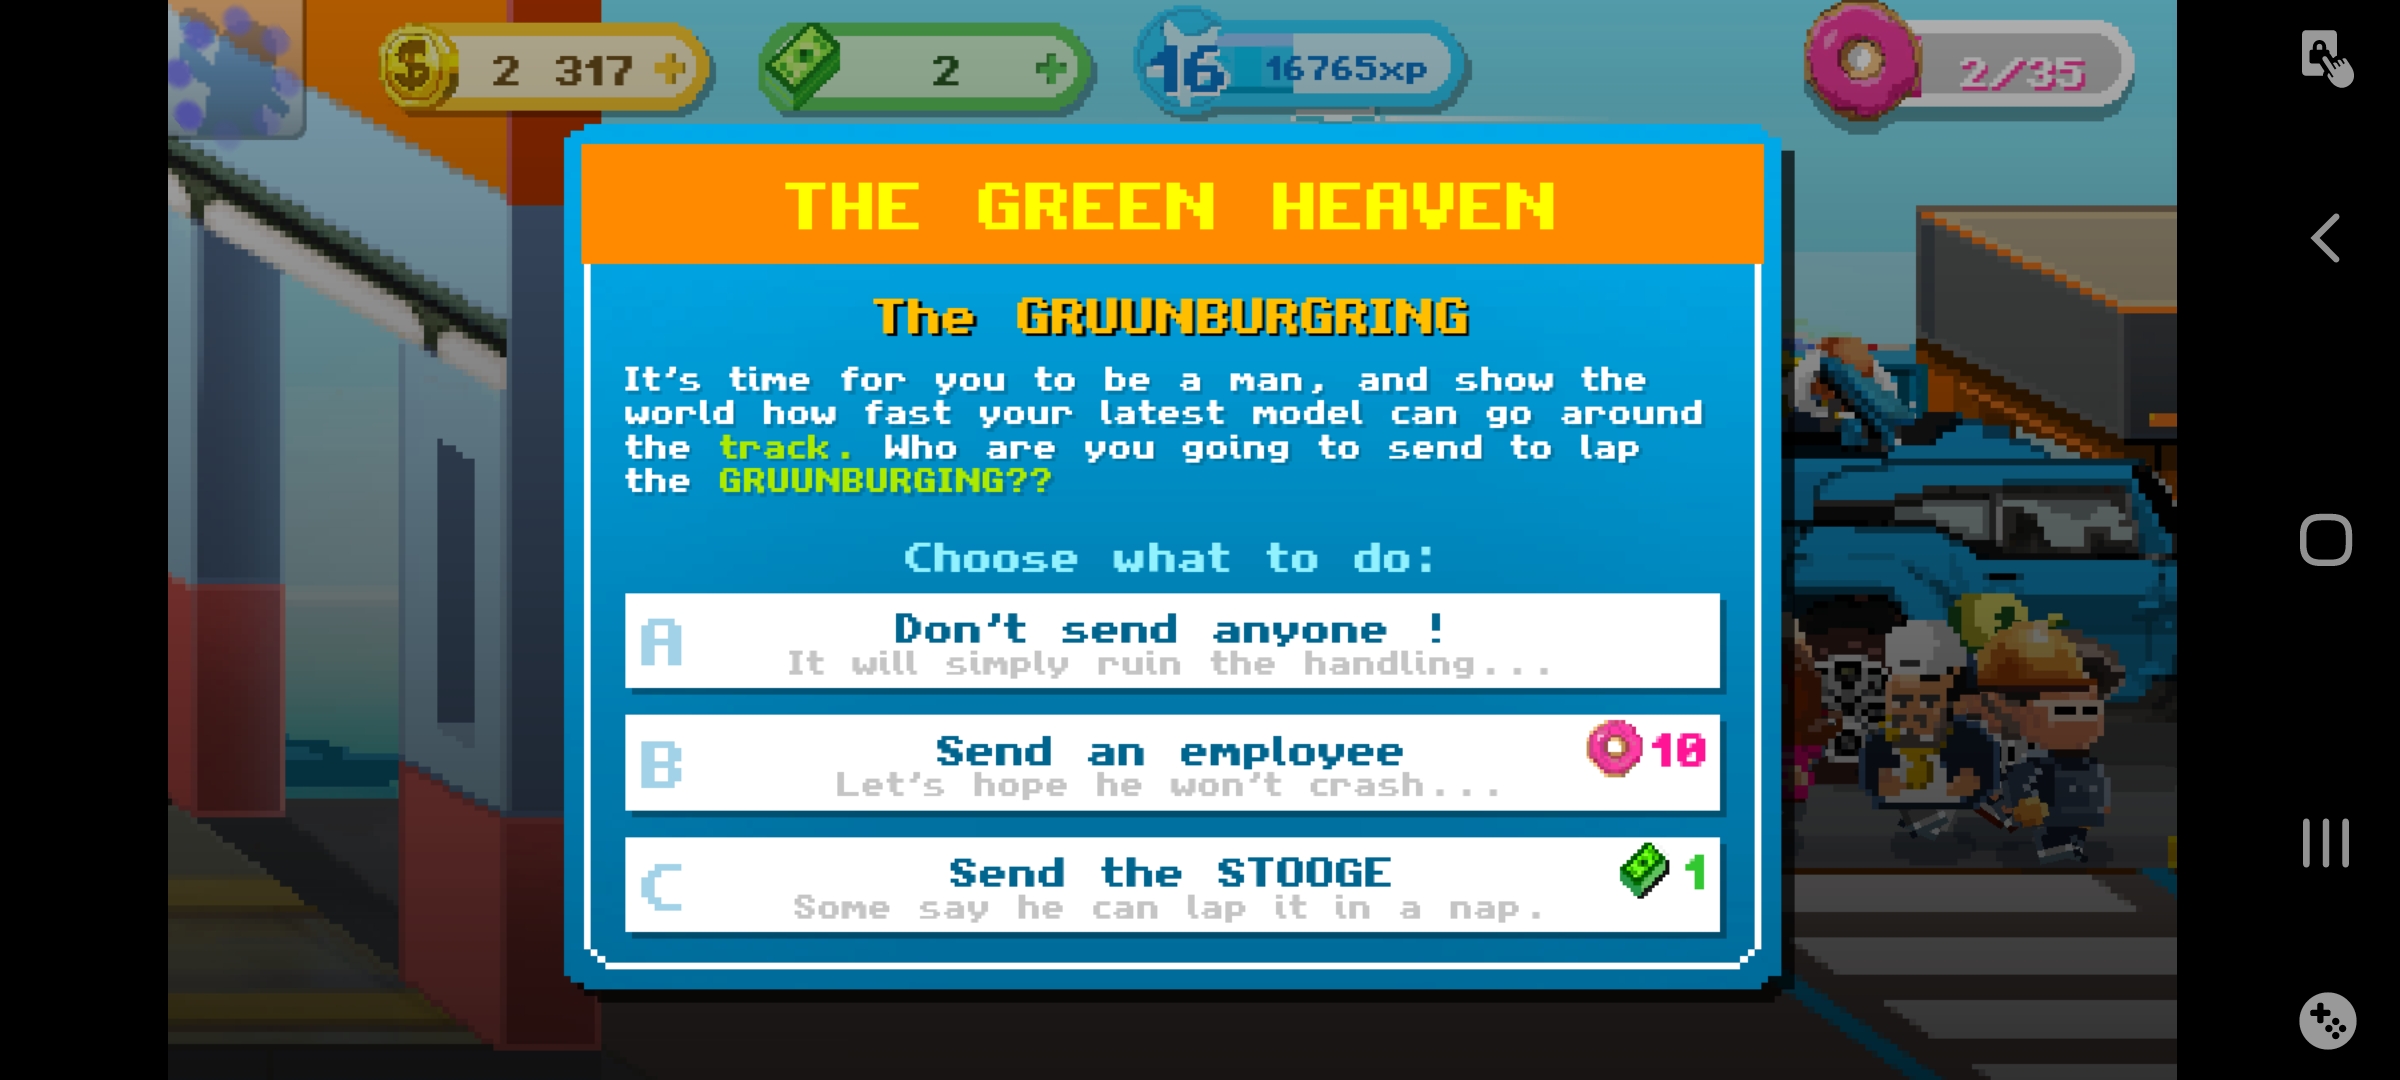 2 317 +
2 +
16 16765xp
2/35
THE GREEN HEAVEN
The GRUUNBURGRING
It's time for you to be a man, and show the
world how fast your latest model can go around
the track. Who are you going to send to lap
the GRUUNBURGING??
Choose what to do:
A Don't send anyone !
It will simply ruin the handling...
B Send an employee 10
Let's hope he won't crash...
C Send the STOOGE 1
Some say he can lap it in a nap.